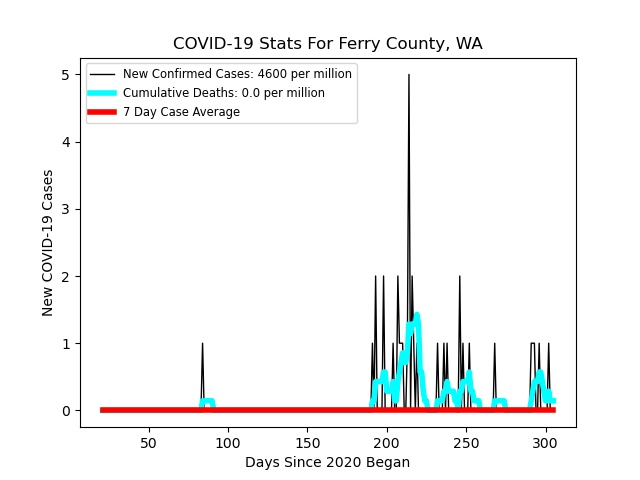 COVID-19 Stats For Ferry County, WA
New Confirmed Cases: 4600 per million
Cumulative Deaths: 0.0 per million
7 Day Case Average
New COVID-19 Cases
5
4
3
2
1
0
50 100 150 200 250 300
Days Since 2020 Began